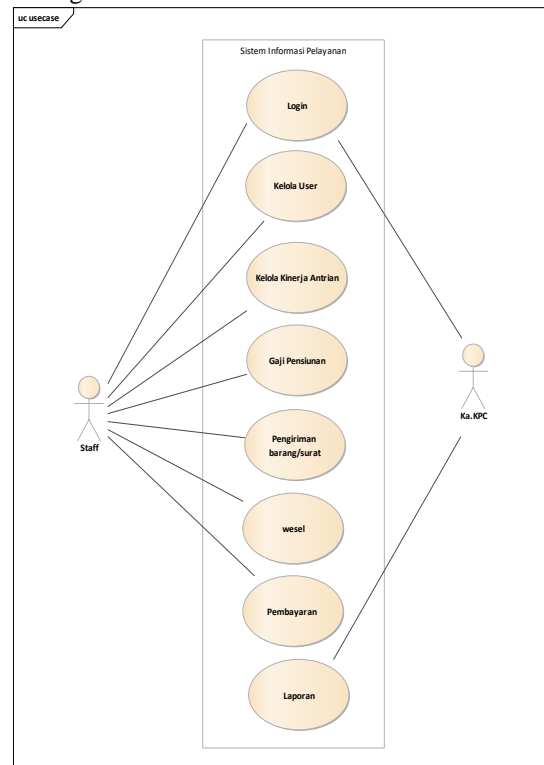 uc usecase
Sistem Informasi Pelayanan
Login
Kelola User
Kelola Kinerja Antrian
Gaji Pensiunan
Pengiriman
barang/surat
wesel
Pembayaran
Laporan
Staff
Ka.KPC